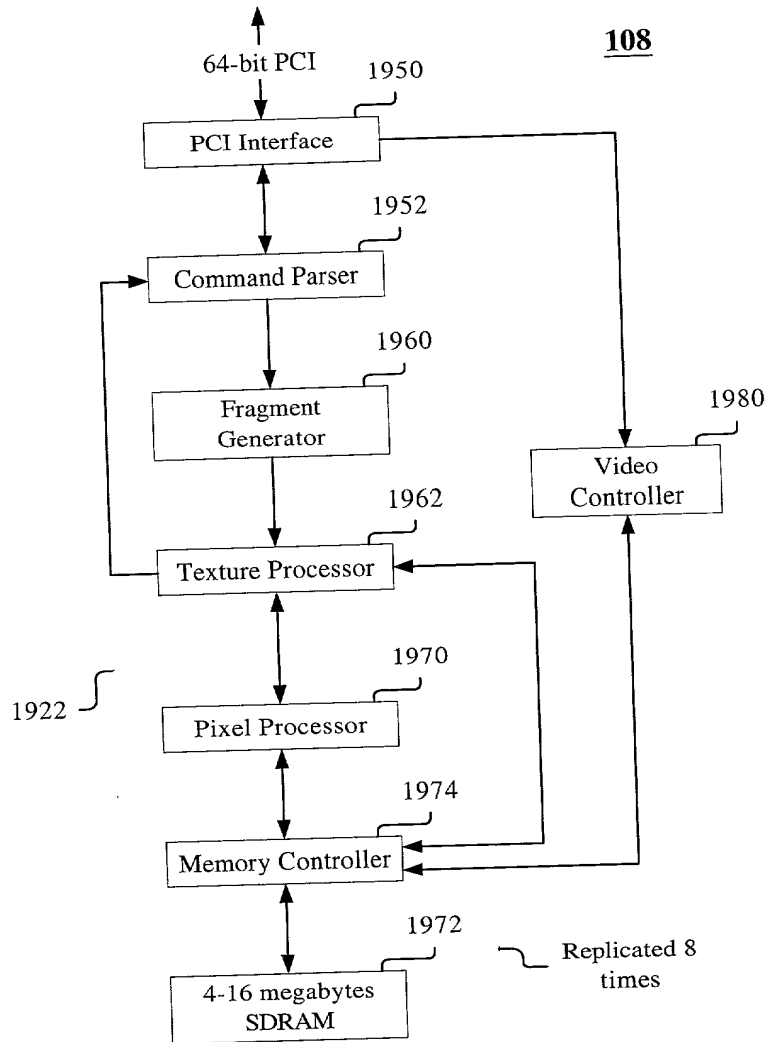 108
64-bit PCI
1950
PCI Interface
1952
Command Parser
1960
Fragment
Generator
1980
Video
Controller
1962
Texture Processor
1970
1922
Pixel Processor
1974
Memory Controller
1972
4-16 megabytes
SDRAM
Replicated 8
times